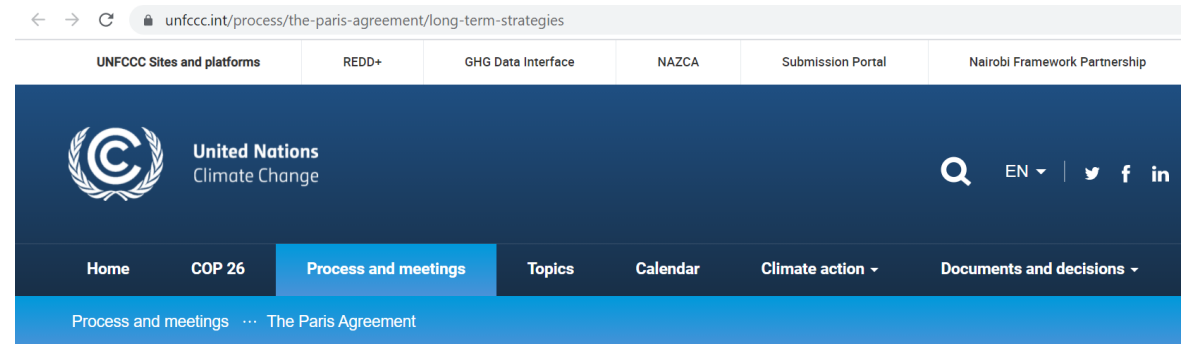 unfccc.int/process/the-paris-agreement/long-term-strategies
UNFCCC Sites and platforms REDD+ GHG Data Interface NAZCA Submission Portal Nairobi Framework Partnership
United Nations
Climate Change
EN
Home COP 26 Process and meetings Topics Calendar Climate action Documents and decisions
Process and meetings ··· The Paris Agreement